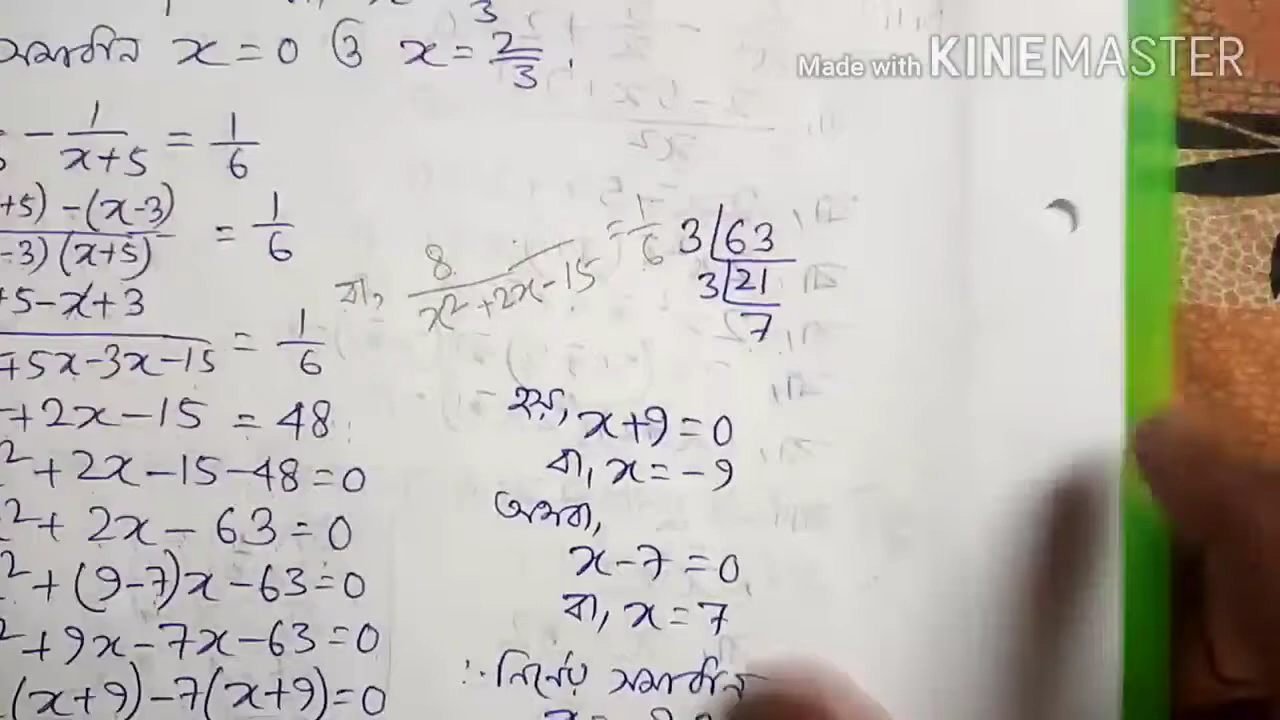 সমাধান x = 0 ও x = 2/3 ।
Made with KINEMASTER
- 1/(x+5) = 1/6
+5) - (x-3) / -3)(x+5) = 1/6
+5-x+3 / +5x-3x-15 = 1/6
বা, 8/(x²+2x-15) = 1/6
3 | 63
3 | 21
7
+2x-15 = 48
² + 2x-15-48=0
² + 2x - 63 = 0
² + (9-7)x - 63 = 0
² + 9x - 7x - 63 = 0
(x+9) - 7(x+9) = 0
হয়, x+9 = 0
বা, x = -9
অথবা,
x-7 = 0
বা, x = 7
∴ নির্ণেয় সমাধান